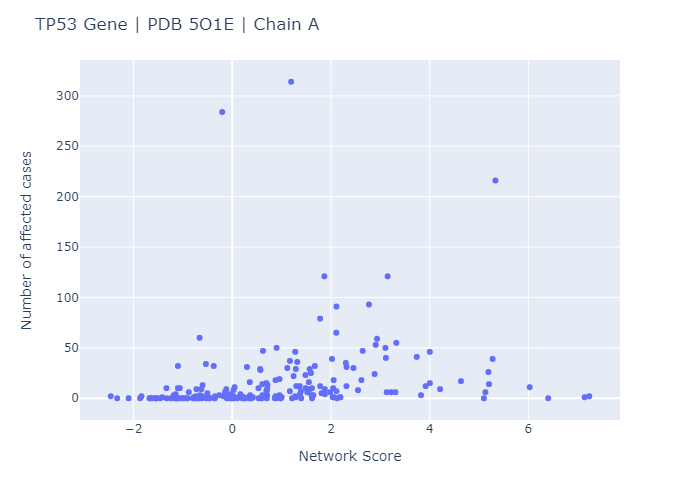 TP53 Gene | PDB 5O1E | Chain A
300
250
200
150
100
50
0
Number of affected cases
−2 0 2 4 6
Network Score